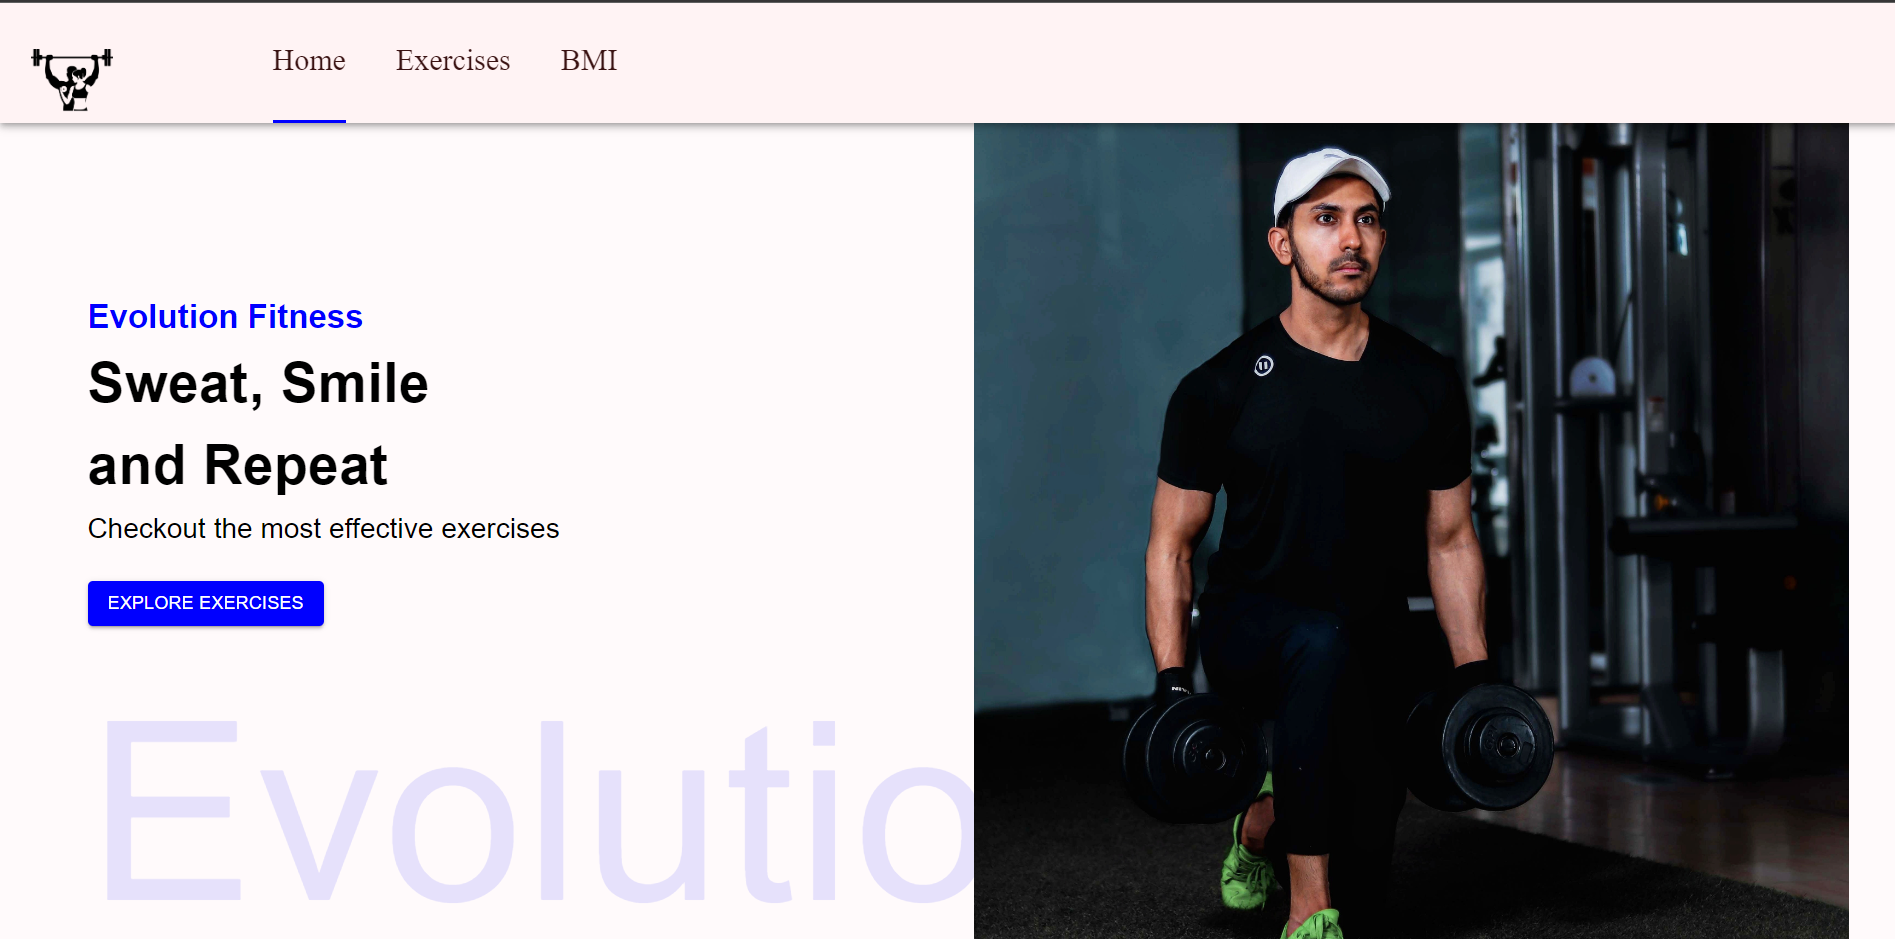 Home Exercises BMI
Evolution Fitness
Sweat, Smile
and Repeat
Checkout the most effective exercises
EXPLORE EXERCISES
Evolutio